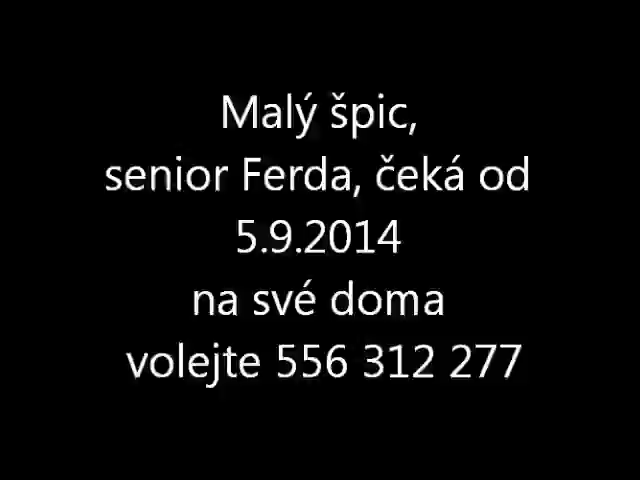 Malý špic,
senior Ferda, čeká od
5.9.2014
na své doma
volejte 556 312 277